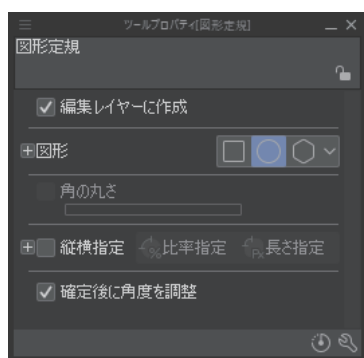 ツールプロパティ[図形定規]
図形定規
編集レイヤーに作成
図形
角の丸さ
縦横指定 % 比率指定 Px 長さ指定
確定後に角度を調整